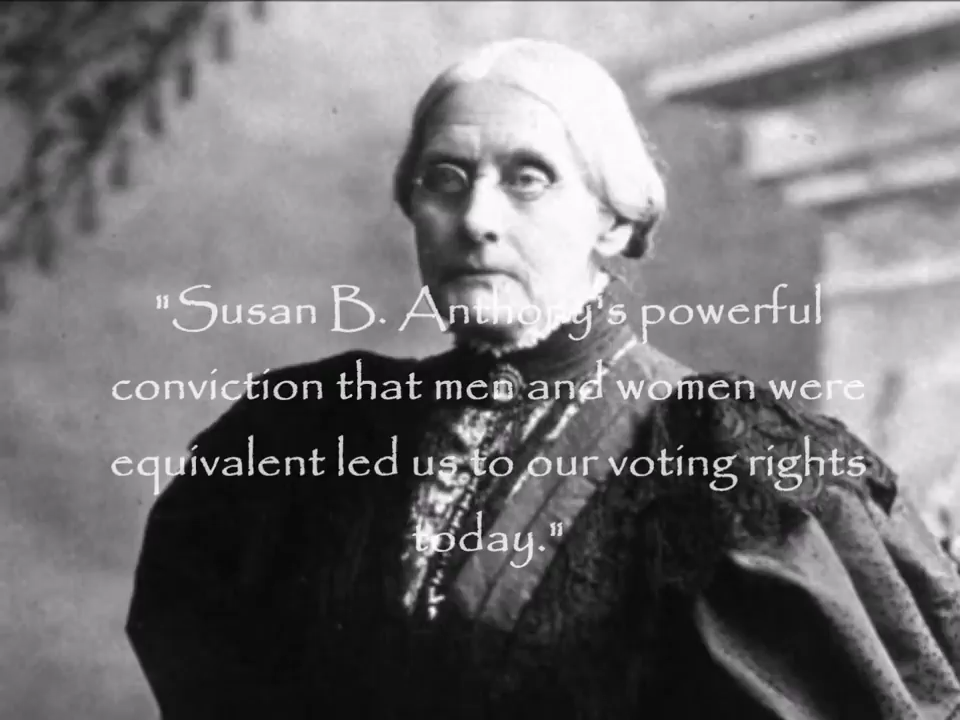 "Susan B. Anthony's powerful
conviction that men and women were
equivalent led us to our voting rights
today."